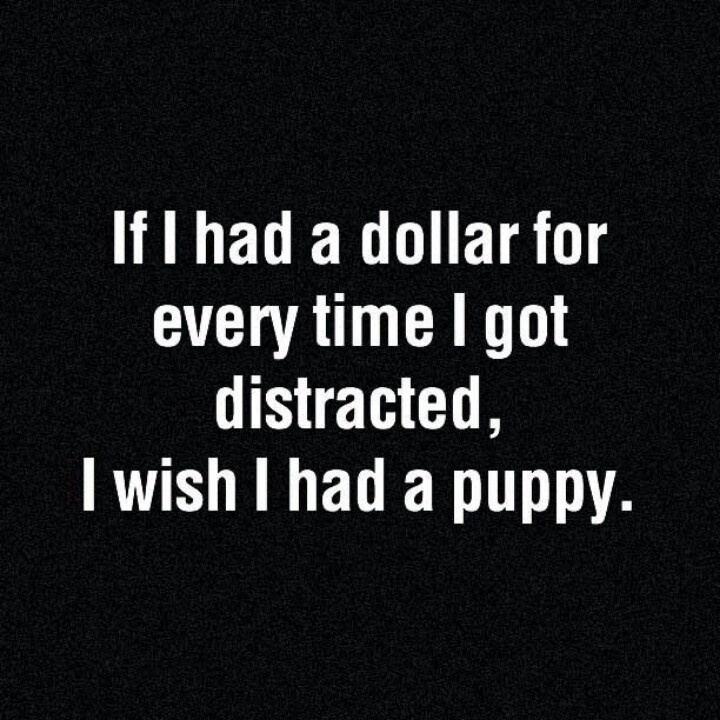 If I had a dollar for
every time I got
distracted,
I wish I had a puppy.